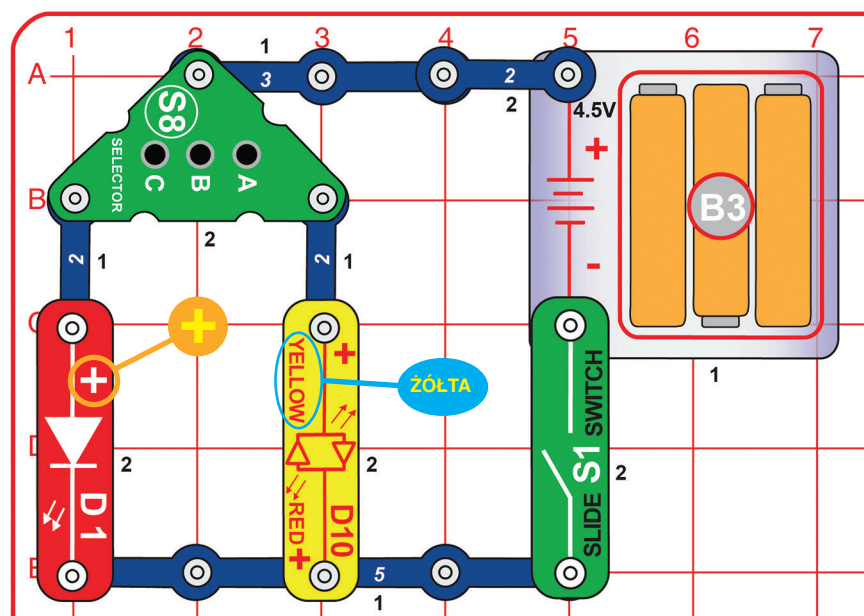 1 2 3 4 5 6 7
A
1
3
2
2
4.5V
S8
SELECTOR
C B A
+
B
B3
2
1
2
2
1
-
C
+
+
+
YELLOW
ŻÓŁTA
1
SLIDE S1 SWITCH
D
2
2
2
D1
D10
RED +
E
5
1